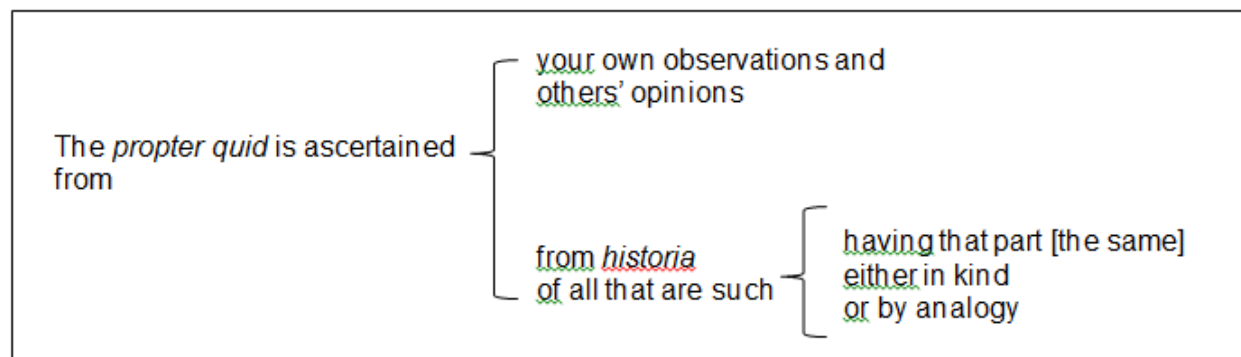 The propter quid is ascertained
from
your own observations and
others’ opinions
from historia
of all that are such
having that part [the same]
either in kind
or by analogy